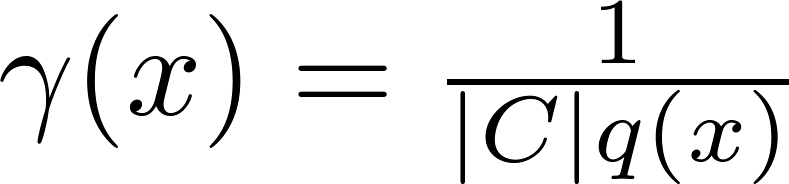 γ(x) = 1 / |C|q(x)